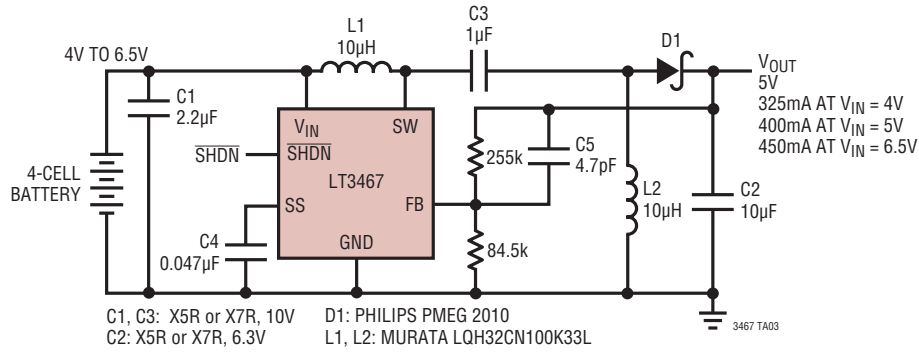 4V TO 6.5V
L1
10µH
C3
1µF
D1
VOUT
5V
325mA AT VIN = 4V
400mA AT VIN = 5V
450mA AT VIN = 6.5V
C1
2.2µF
VIN
SW
SHDN
SHDN
LT3467
255k
C5
4.7pF
4-CELL
BATTERY
SS
FB
L2
10µH
C2
10µF
C4
0.047µF
GND
84.5k
C1, C3: X5R or X7R, 10V
C2: X5R or X7R, 6.3V
D1: PHILIPS PMEG 2010
L1, L2: MURATA LQH32CN100K33L
3467 TA03